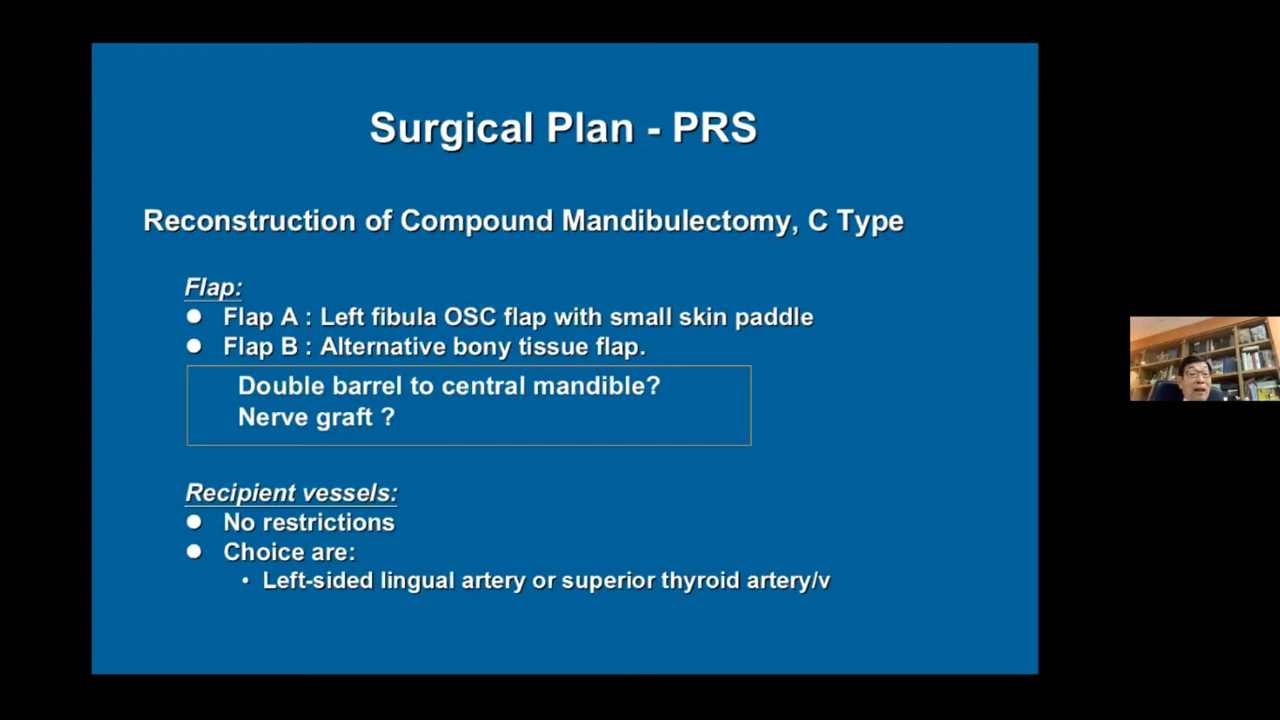 Surgical Plan - PRS
Reconstruction of Compound Mandibulectomy, C Type
Flap:
● Flap A : Left fibula OSC flap with small skin paddle
● Flap B : Alternative bony tissue flap.
Double barrel to central mandible?
Nerve graft ?
Recipient vessels:
● No restrictions
● Choice are:
• Left-sided lingual artery or superior thyroid artery/v